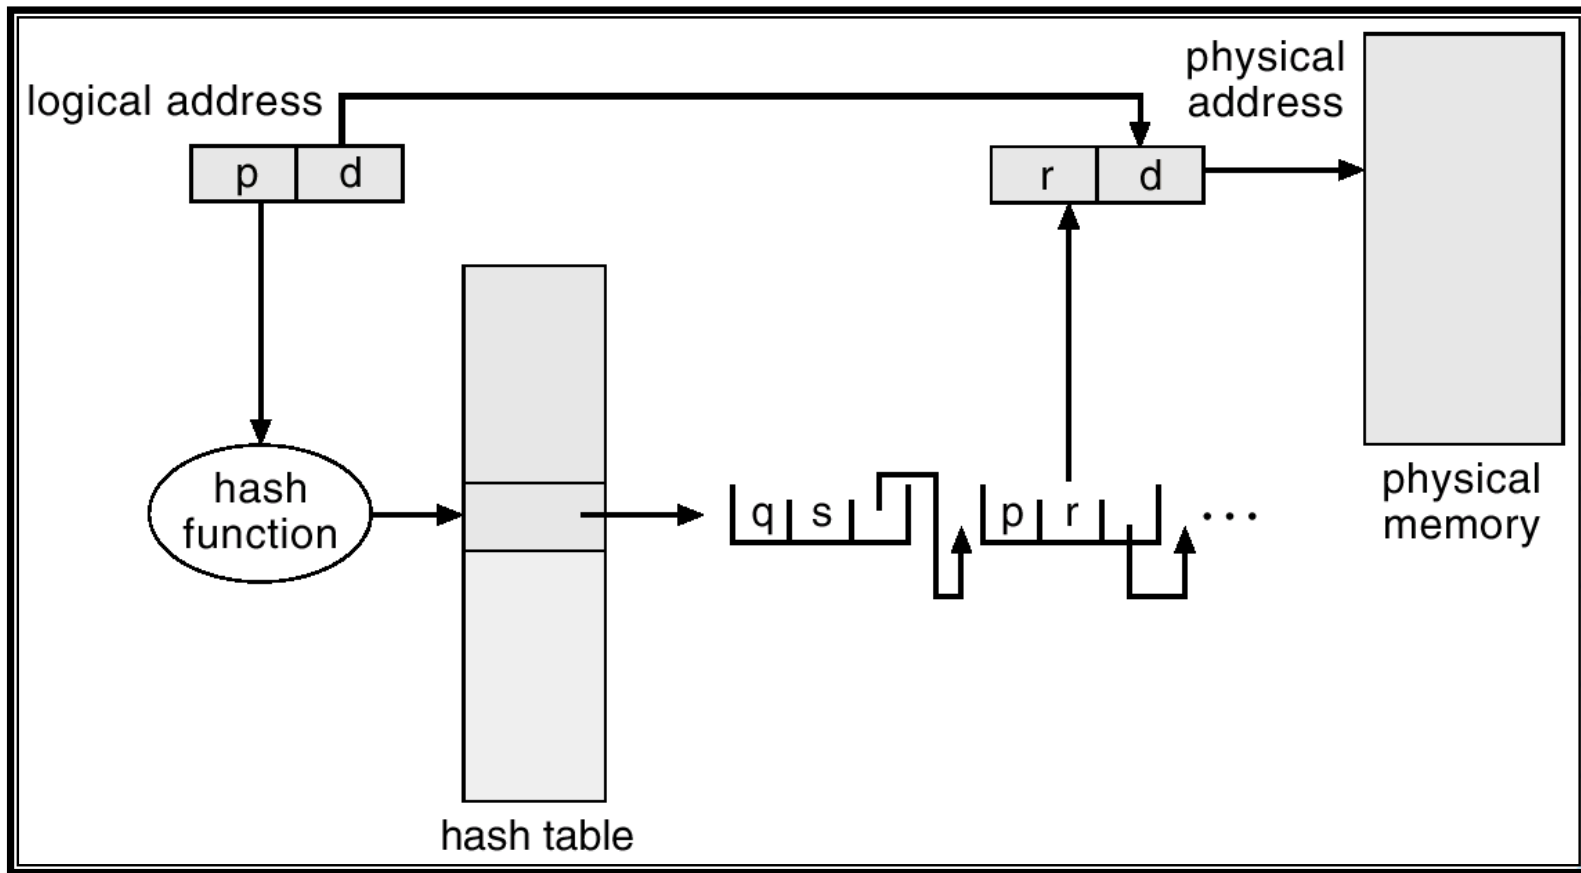 logical address
physical
address
p d
r d
hash
function
q s
p r
...
physical
memory
hash table